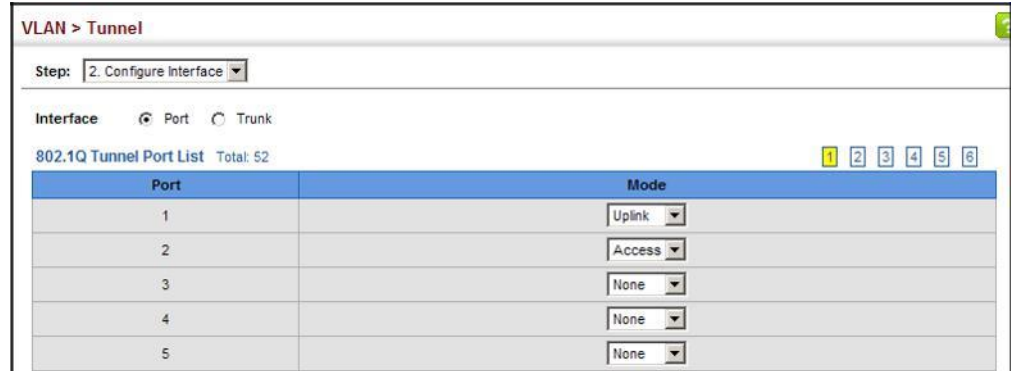 VLAN > Tunnel
?
Step: 2. Configure Interface
Interface Port Trunk
802.1Q Tunnel Port List Total: 52 1 2 3 4 5 6
Port Mode
1 Uplink
2 Access
3 None
4 None
5 None